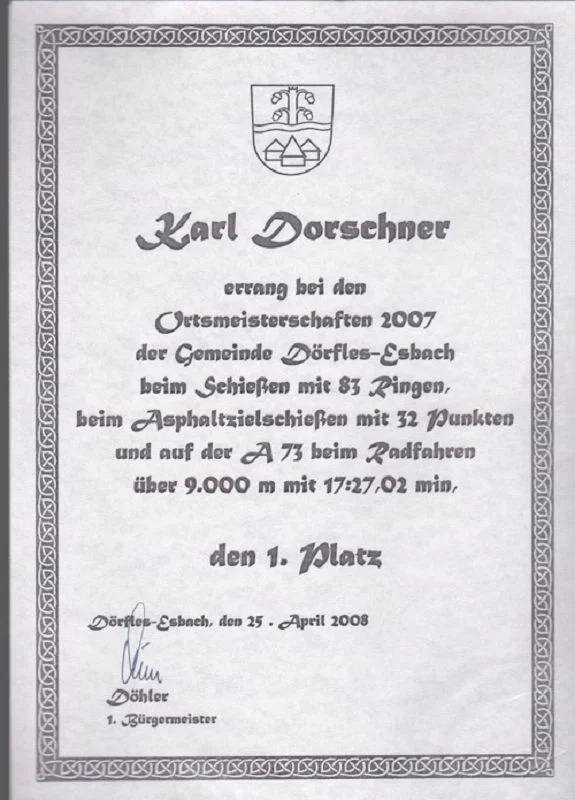 Karl Dorschner
errang bei den
Ortsmeisterschaften 2007
der Gemeinde Dörfles-Esbach
beim Schießen mit 83 Ringen,
beim Asphaltzielschießen mit 32 Punkten
und auf der A 73 beim Radfahren
über 9.000 m mit 17:27,02 min,
den 1. Platz
Dörfles-Esbach, den 25 . April 2008
Döhler
1. Bürgermeister